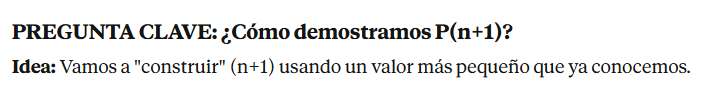 PREGUNTA CLAVE: ¿Cómo demostramos P(n+1)?
Idea: Vamos a "construir" (n+1) usando un valor más pequeño que ya conocemos.